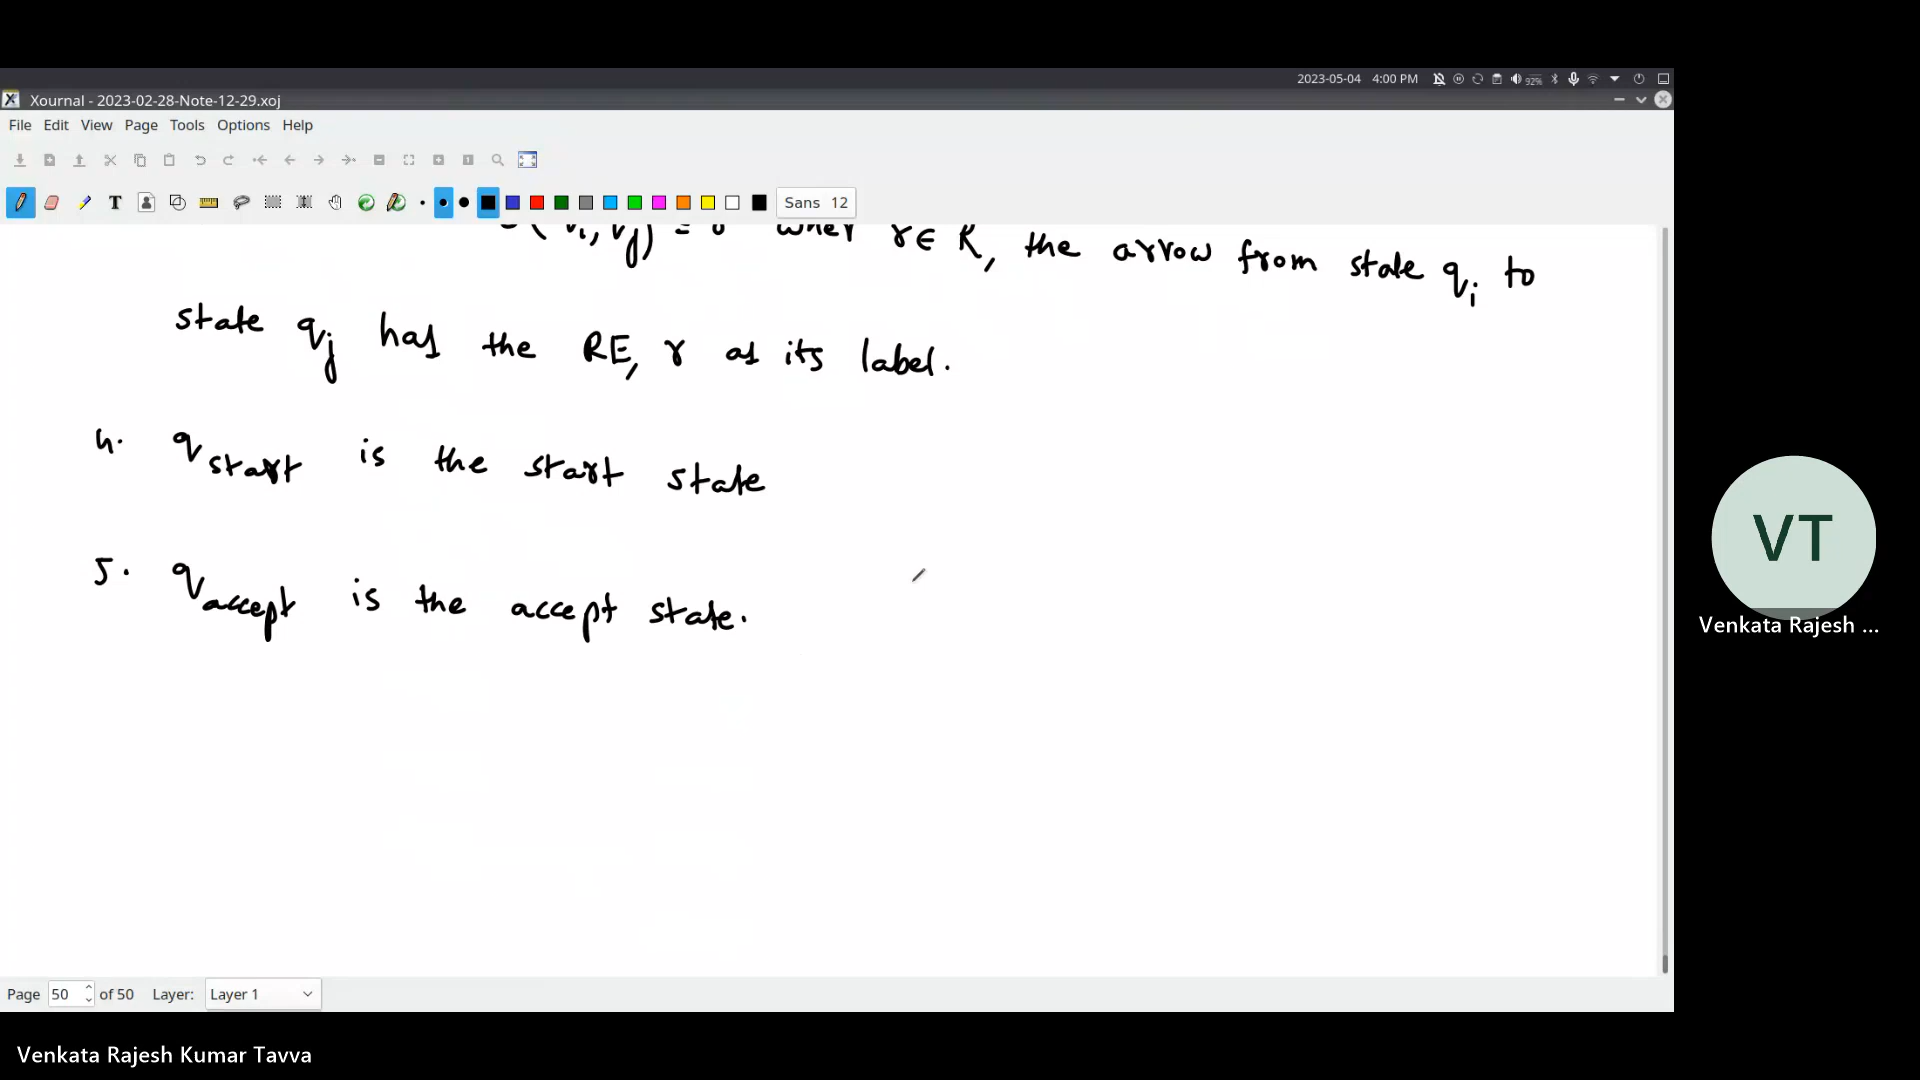 2023-05-04 4:00 PM 92%
Xournal - 2023-02-28-Note-12-29.xoj
File Edit View Page Tools Options Help
Sans 12
(qi, qj) = r r ∈ R, the arrow from state qi to
state qj has the RE, r as its label.
4. qstart is the start state
5. qaccept is the accept state.
VT
Venkata Rajesh ...
Page 50 of 50 Layer: Layer 1
Venkata Rajesh Kumar Tavva